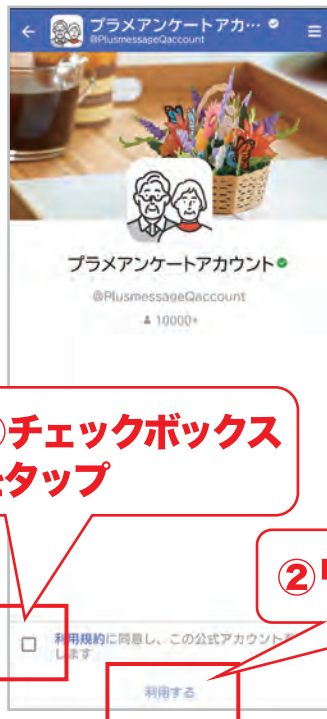 プラメアンケートアカ…
@PlusmessageQaccount
プラメアンケートアカウント
@PlusmessageQaccount
10000+
チェックボックス
タップ
②
利用規約に同意し、この公式アカウント
します
利用する